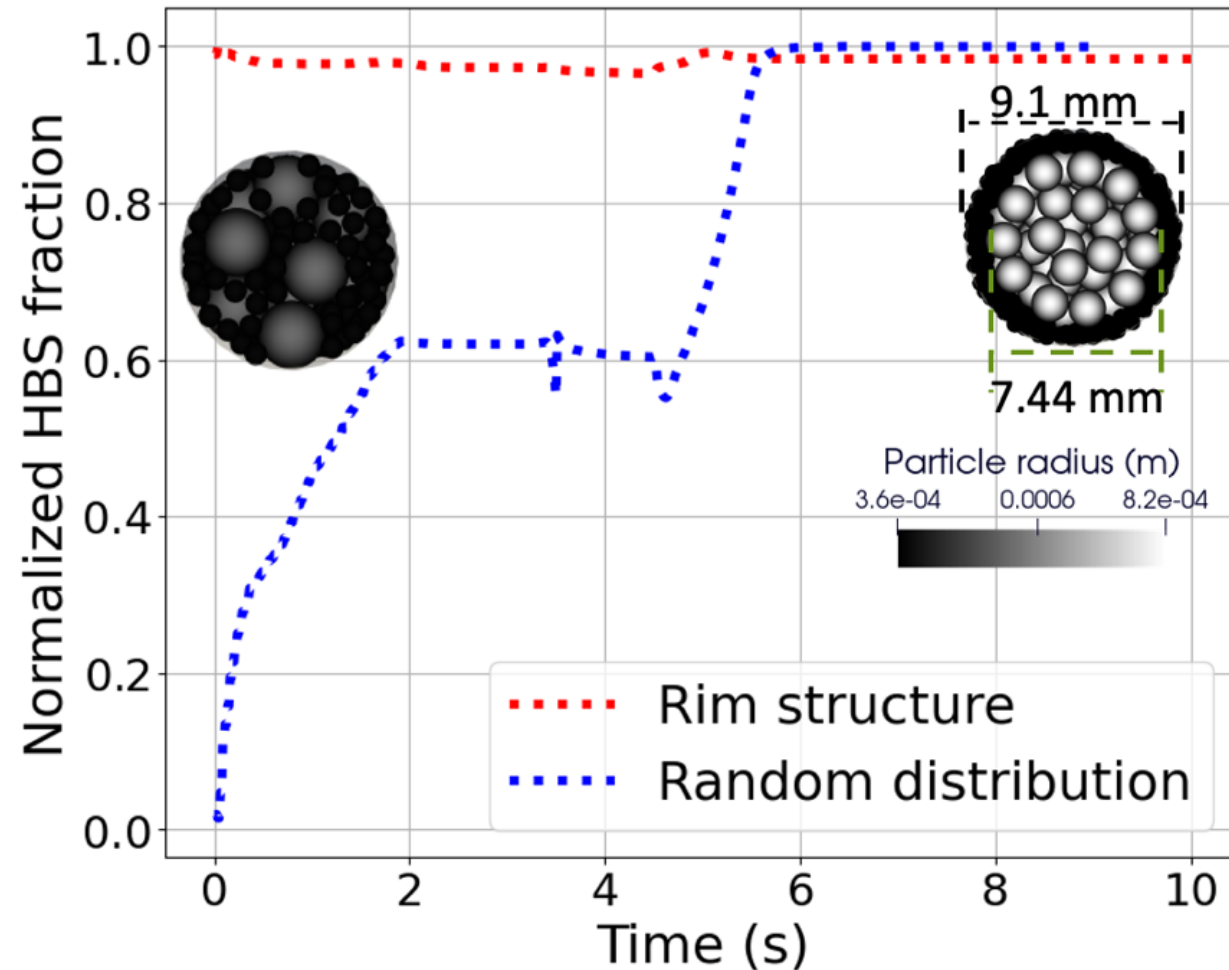 Normalized HBS fraction
1.0
0.8
0.6
0.4
0.2
0.0
9.1 mm
7.44 mm
Particle radius (m)
3.6e-04 0.0006 8.2e-04
Rim structure
Random distribution
0 2 4 6 8 10
Time (s)